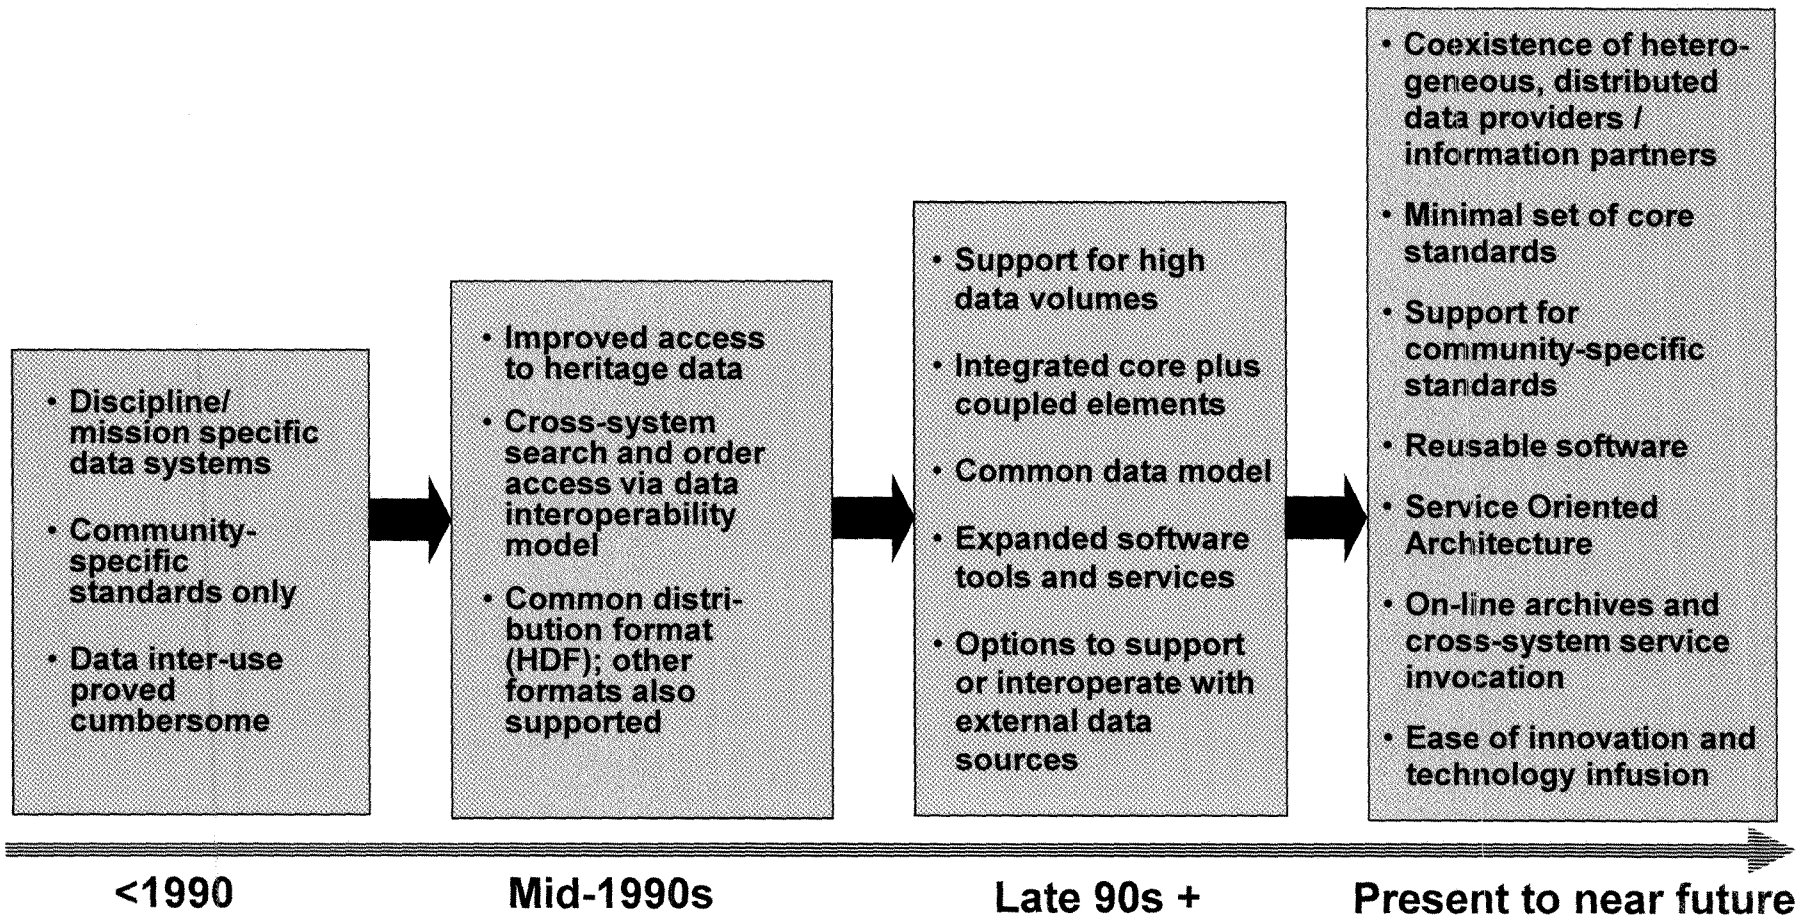 • Discipline/
mission specific
data systems
• Community-
specific
standards only
• Data inter-use
proved
cumbersome
• Improved access
to heritage data
• Cross-system
search and order
access via data
interoperability
model
• Common distri-
bution format
(HDF); other
formats also
supported
• Support for high
data volumes
• Integrated core plus
coupled elements
• Common data model
• Expanded software
tools and services
• Options to support
or interoperate with
external data
sources
• Coexistence of hetero-
geneous, distributed
data providers /
information partners
• Minimal set of core
standards
• Support for
community-specific
standards
• Reusable software
• Service Oriented
Architecture
• On-line archives and
cross-system service
invocation
• Ease of innovation and
technology infusion
<1990
Mid-1990s
Late 90s +
Present to near future